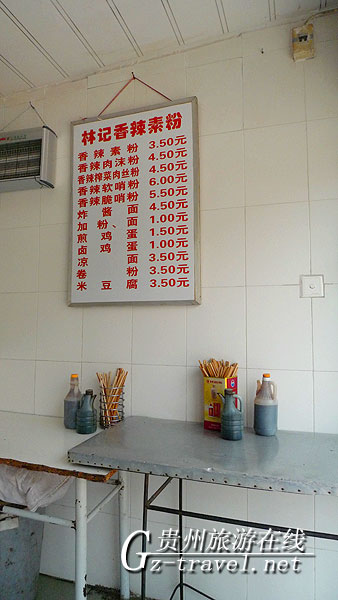 林记香辣素粉
香辣素粉 3.50元
香辣肉沫粉 4.50元
香辣榨菜肉丝粉 4.50元
香辣软哨粉 6.00元
香辣脆哨粉 5.50元
炸酱面 4.50元
加粉、面 1.00元
煎鸡蛋 1.50元
卤鸡蛋 1.00元
凉面 3.50元
卷粉 3.50元
米豆腐 3.50元
贵州旅游在线
Gz-travel.net